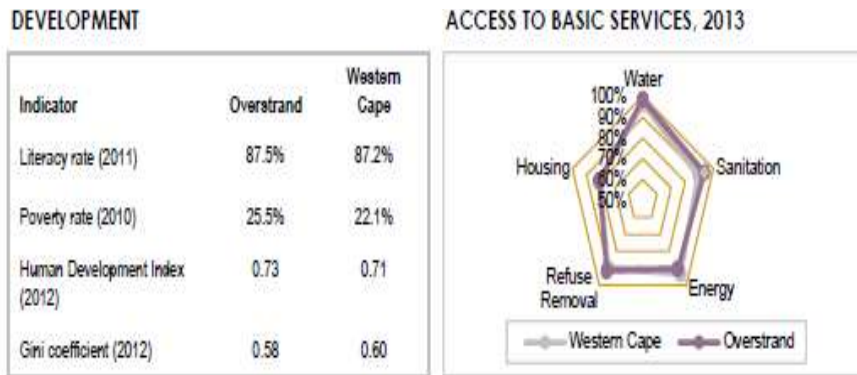 DEVELOPMENT
Indicator Overstrand Western Cape
Literacy rate (2011) 87.5% 87.2%
Poverty rate (2010) 25.5% 22.1%
Human Development Index (2012) 0.73 0.71
Gini coefficient (2012) 0.58 0.60
ACCESS TO BASIC SERVICES, 2013
Water
100%
90%
80%
70%
60%
50%
Housing
Sanitation
Refuse
Removal
Energy
Western Cape Overstrand